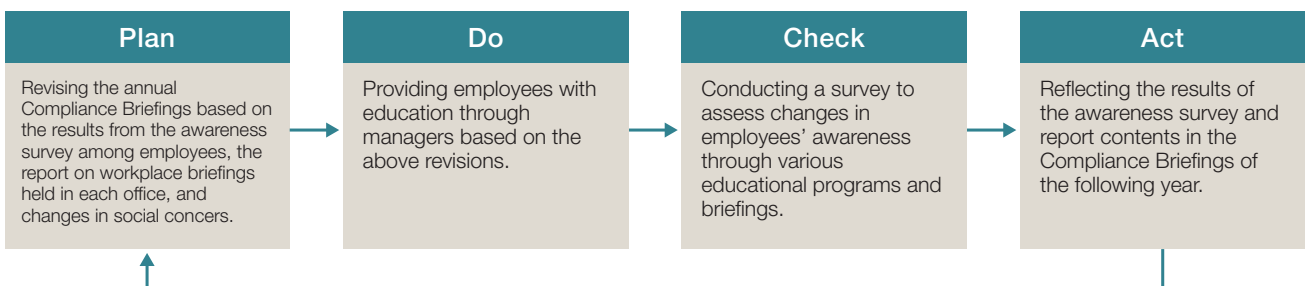 Plan
Revising the annual
Compliance Briefings based on
the results from the awareness
survey among employees, the
report on workplace briefings
held in each office, and
changes in social concers.
Do
Providing employees with
education through
managers based on the
above revisions.
Check
Conducting a survey to
assess changes in
employees’ awareness
through various
educational programs and
briefings.
Act
Reflecting the results of
the awareness survey and
report contents in the
Compliance Briefings of
the following year.